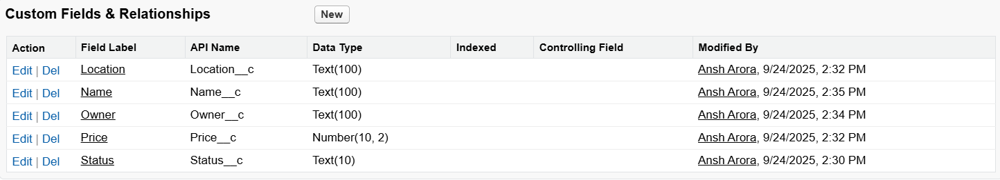 Custom Fields & Relationships New
Action Field Label API Name Data Type Indexed Controlling Field Modified By
Edit | Del Location Location__c Text(100) Ansh Arora, 9/24/2025, 2:32 PM
Edit | Del Name Name__c Text(100) Ansh Arora, 9/24/2025, 2:35 PM
Edit | Del Owner Owner__c Text(100) Ansh Arora, 9/24/2025, 2:34 PM
Edit | Del Price Price__c Number(10, 2) Ansh Arora, 9/24/2025, 2:32 PM
Edit | Del Status Status__c Text(10) Ansh Arora, 9/24/2025, 2:30 PM